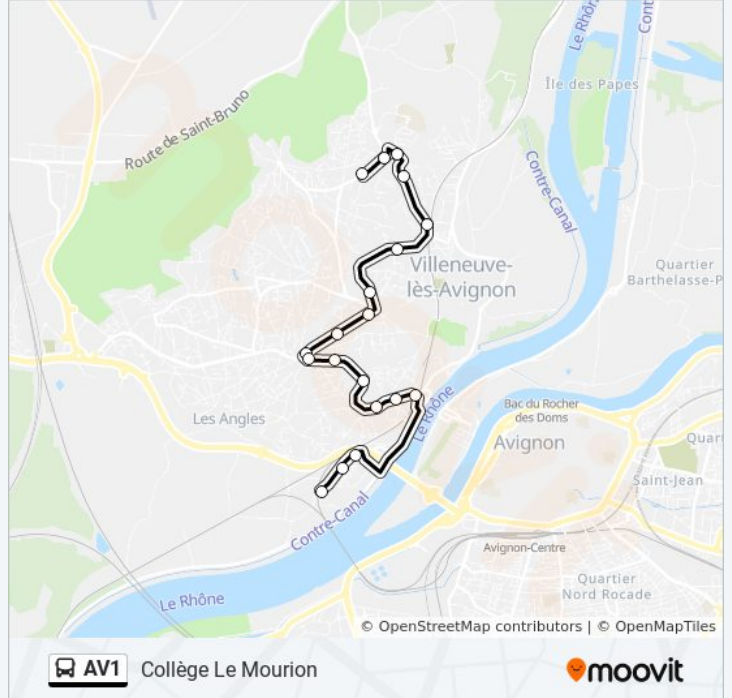 Le Rhôn
Cont
Île des Papes
Route de Saint-Bruno
Contre-Canal
Villeneuve-
lès-Avignon
Quartier
Barthelasse-P
Le Rhône
Bac du Rocher
des Doms
Les Angles
Avignon
Quar
Saint-Jean
Contre-Canal
Avignon-Centre
Quartier
Nord Rocade
Le Rhône
© OpenStreetMap contributors | © OpenMapTiles
AV1 Collège Le Mourion
moovit